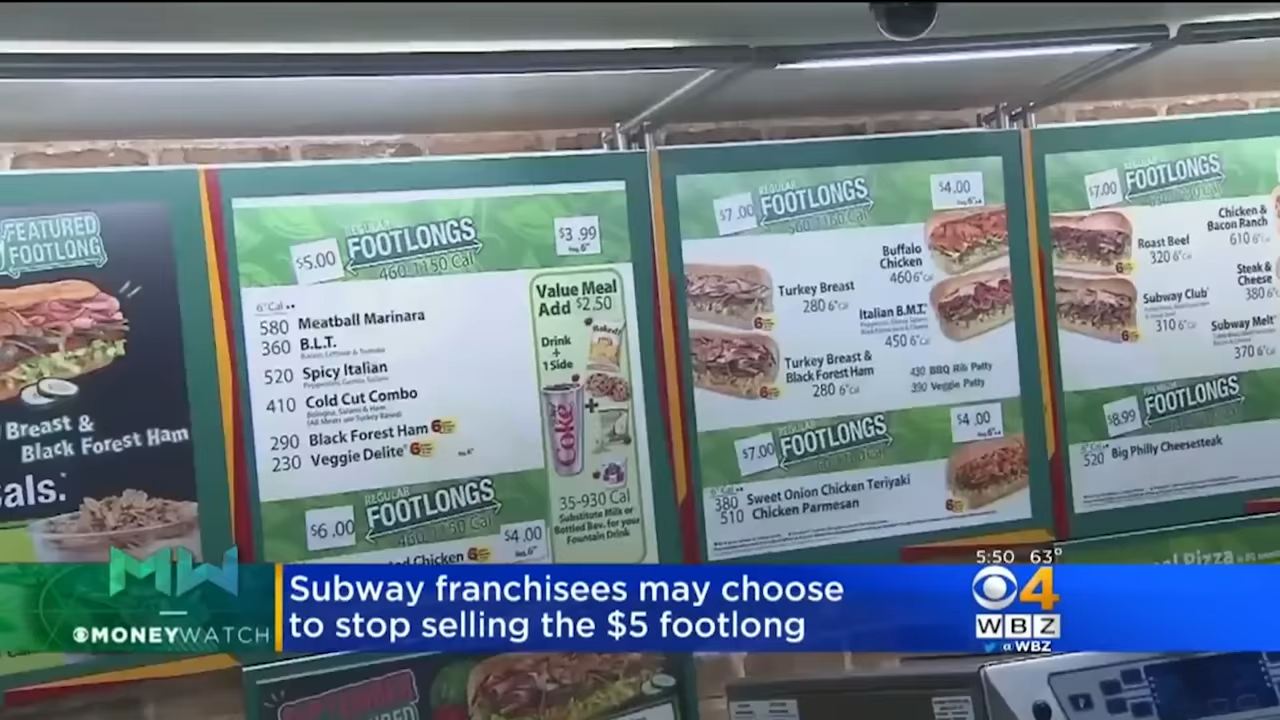 FEATURED
FOOTLONG
Breast &
Black Forest Ham
REGULAR
FOOTLONGS
460-1150 Cal
$5.00
$3.99
6" Cal
580 Meatball Marinara
360 B.L.T.
520 Spicy Italian
410 Cold Cut Combo
290 Black Forest Ham
230 Veggie Delite
Value Meal
Add $2.50
Drink
+
1 Side
Baked!
Coke
35-930 Cal
Substitute Milk or
Bottled Bev. for your
Fountain Drink
REGULAR
FOOTLONGS
$6.00
$4.00
Chicken
REGULAR
FOOTLONGS
$7.00
$4.00
Buffalo
Chicken
460 6" Cal
Turkey Breast
280 6" Cal
Italian B.M.T.
450 6" Cal
Turkey Breast &
Black Forest Ham
280 6" Cal
430 BBQ Rib Patty
390 Veggie Patty
FOOTLONGS
$7.00
$4.00
380 Sweet Onion Chicken Teriyaki
510 Chicken Parmesan
REGULAR
FOOTLONGS
$7.00
Chicken &
Bacon Ranch
610 6" Cal
Roast Beef
320 6" Cal
Steak &
Cheese
380 6"
Subway Club
310 6" Cal
Subway Melt
370 6" Cal
PREMIUM
FOOTLONGS
$8.99
520 Big Philly Cheesesteak
Pizza
MW
MONEYWATCH
Subway franchisees may choose
to stop selling the $5 footlong
5:50 63°
4
WBZ
@WBZ